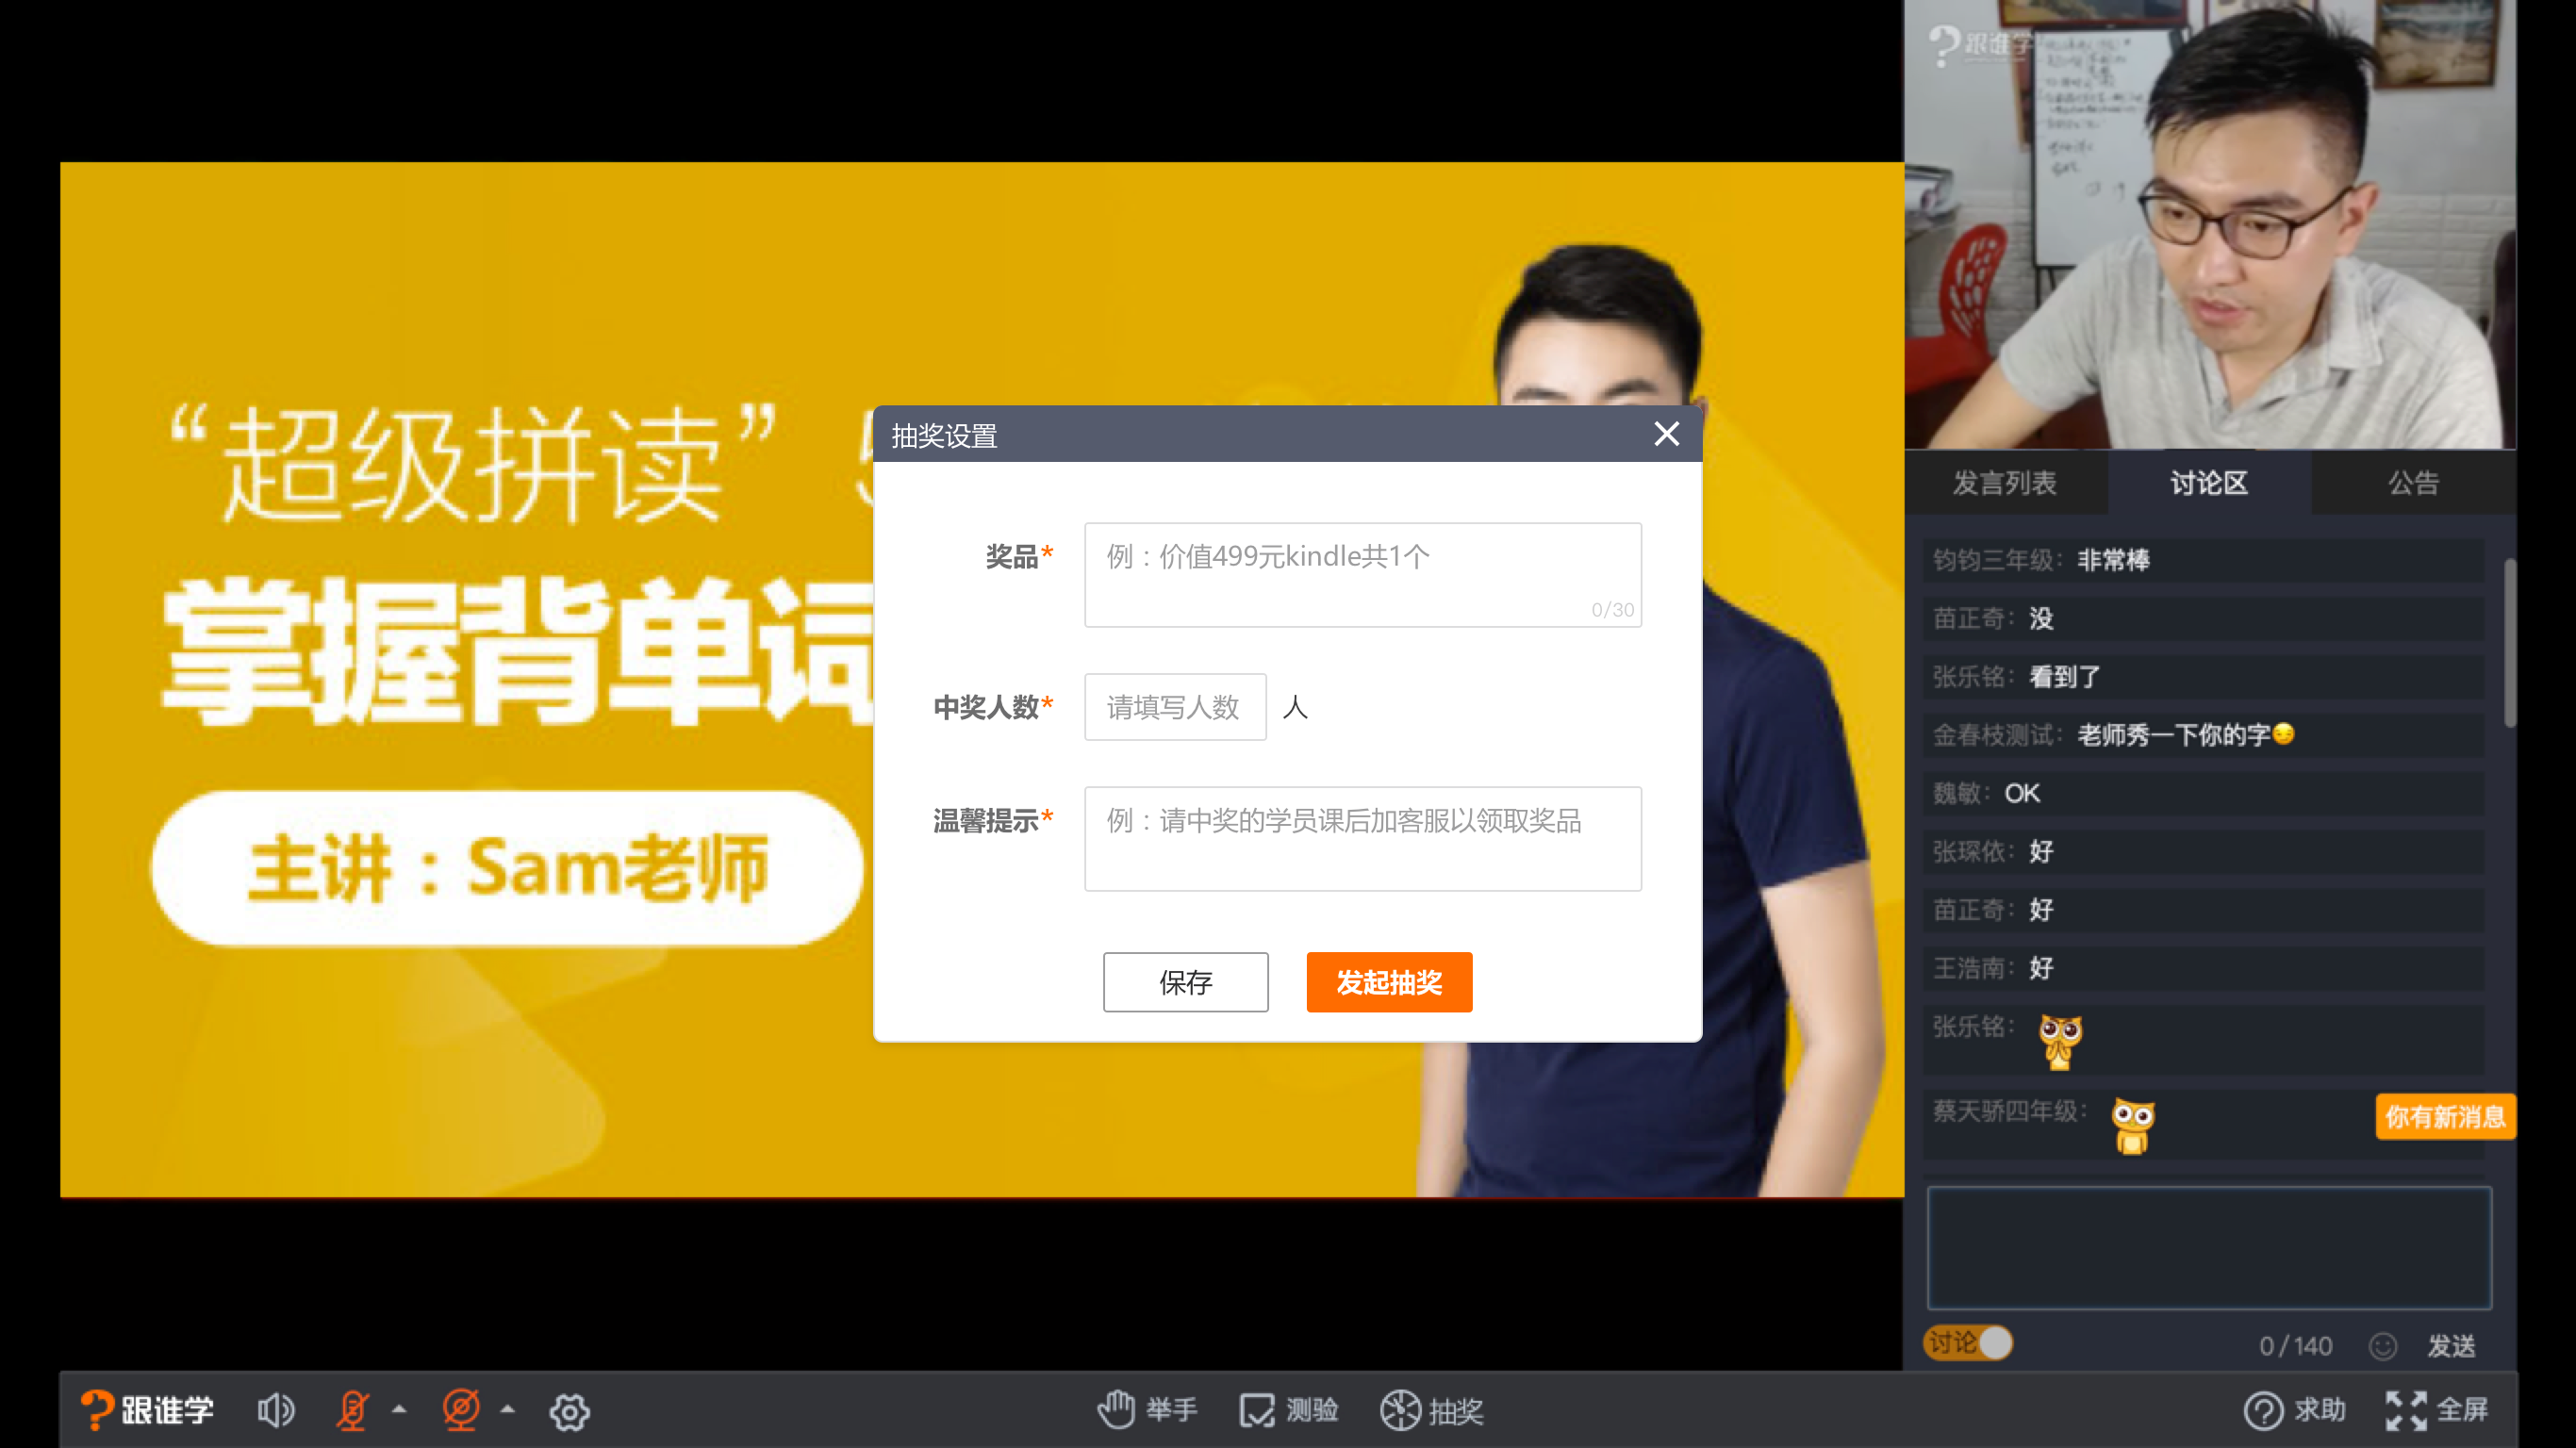 跟谁学
“超级拼读” 5
掌握背单词
主讲：Sam老师
抽奖设置
奖品*
例：价值499元kindle共1个
0/30
中奖人数*
请填写人数
人
温馨提示*
例：请中奖的学员课后加客服以领取奖品
保存
发起抽奖
发言列表
讨论区
公告
钧钧三年级：非常棒
苗正奇：没
张乐铭：看到了
金春枝测试：老师秀一下你的字
魏敏：OK
张琛依：好
苗正奇：好
王浩南：好
张乐铭：
蔡天骄四年级：
你有新消息
讨论
0/140
发送
跟谁学
举手
测验
抽奖
求助
全屏